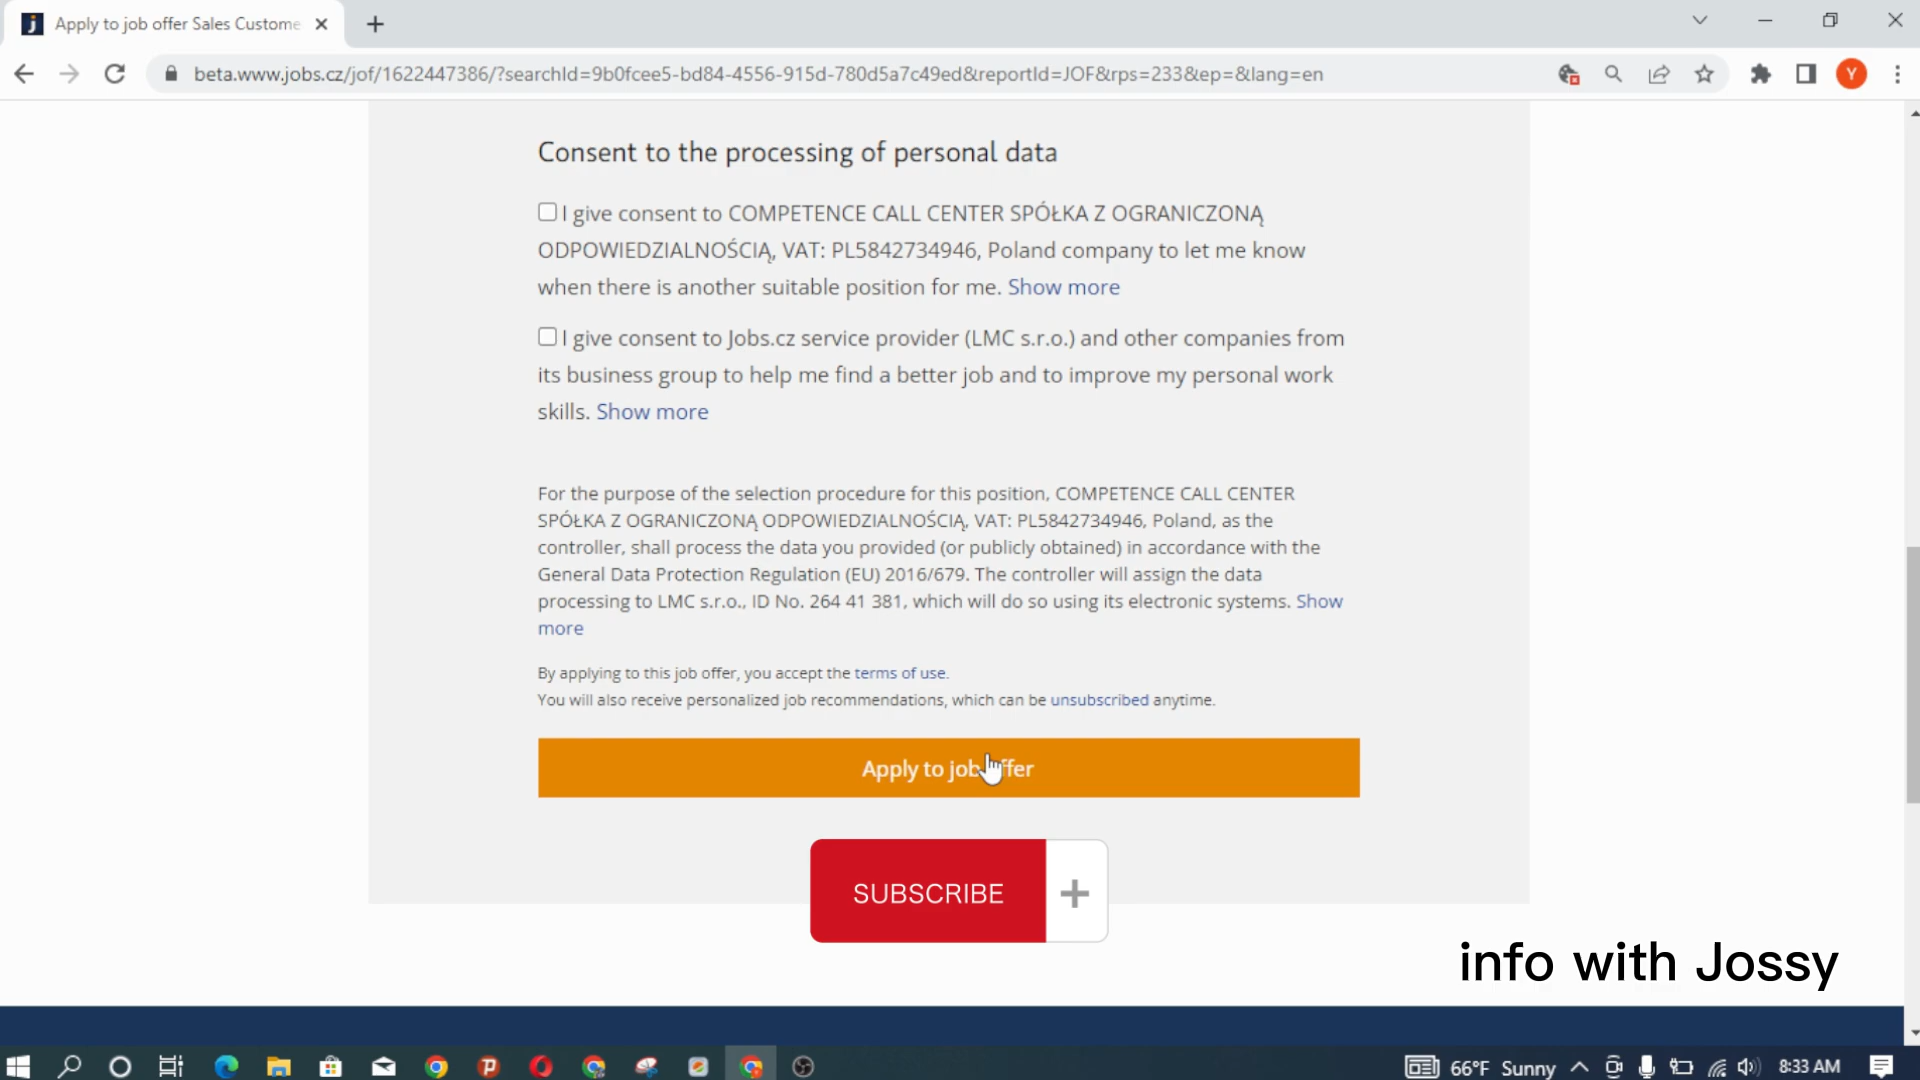 Apply to job offer Sales Custome
beta.www.jobs.cz/jof/1622447386/?searchId=9b0fcee5-bd84-4556-915d-780d5a7c49ed&reportId=JOF&rps=233&ep=&lang=en
Y
Consent to the processing of personal data
I give consent to COMPETENCE CALL CENTER SPÓŁKA Z OGRANICZONĄ
ODPOWIEDZIALNOŚCIĄ, VAT: PL5842734946, Poland company to let me know
when there is another suitable position for me. Show more
I give consent to Jobs.cz service provider (LMC s.r.o.) and other companies from
its business group to help me find a better job and to improve my personal work
skills. Show more
For the purpose of the selection procedure for this position, COMPETENCE CALL CENTER
SPÓŁKA Z OGRANICZONĄ ODPOWIEDZIALNOŚCIĄ, VAT: PL5842734946, Poland, as the
controller, shall process the data you provided (or publicly obtained) in accordance with the
General Data Protection Regulation (EU) 2016/679. The controller will assign the data
processing to LMC s.r.o., ID No. 264 41 381, which will do so using its electronic systems. Show
more
By applying to this job offer, you accept the terms of use.
You will also receive personalized job recommendations, which can be unsubscribed anytime.
Apply to job offer
SUBSCRIBE +
info with Jossy
66°F Sunny 8:33 AM